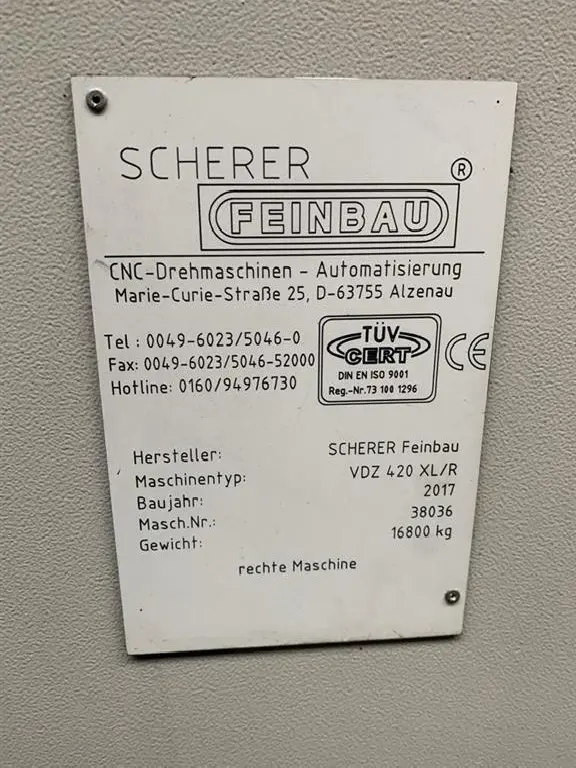 SCHERER
®
FEINBAU
CNC-Drehmaschinen - Automatisierung
Marie-Curie-Straße 25, D-63755 Alzenau
Tel : 0049-6023/5046-0
Fax: 0049-6023/5046-52000
Hotline: 0160/94976730
TÜV
CERT
DIN EN ISO 9001
Reg.-Nr.73 100 1296
CE
Hersteller: SCHERER Feinbau
Maschinentyp: VDZ 420 XL/R
Baujahr: 2017
Masch.Nr.: 38036
Gewicht: 16800 kg
rechte Maschine